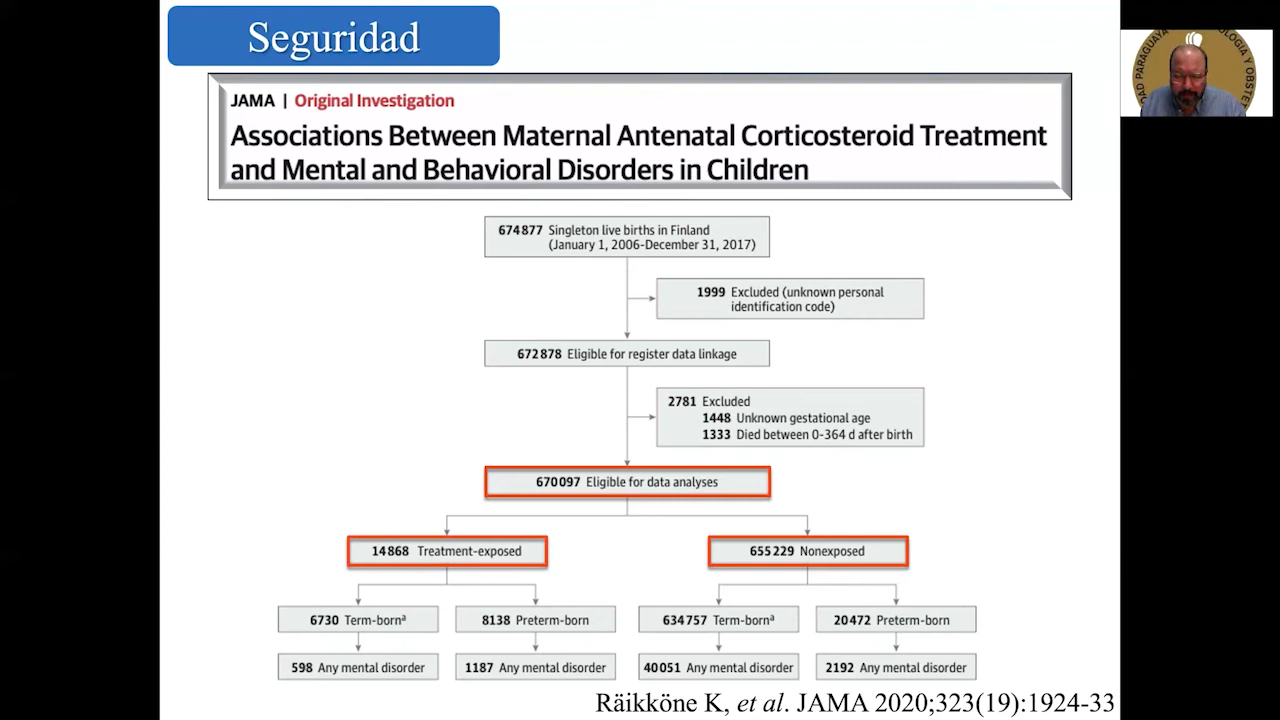 Seguridad
JAMA | Original Investigation
Associations Between Maternal Antenatal Corticosteroid Treatment
and Mental and Behavioral Disorders in Children
674877 Singleton live births in Finland
(January 1, 2006-December 31, 2017)
1999 Excluded (unknown personal
identification code)
672878 Eligible for register data linkage
2781 Excluded
1448 Unknown gestational age
1333 Died between 0-364 d after birth
670097 Eligible for data analyses
14868 Treatment-exposed
655229 Nonexposed
6730 Term-bornᵃ
8138 Preterm-born
634757 Term-bornᵃ
20472 Preterm-born
598 Any mental disorder
1187 Any mental disorder
40051 Any mental disorder
2192 Any mental disorder
Räikköne K, et al. JAMA 2020;323(19):1924-33